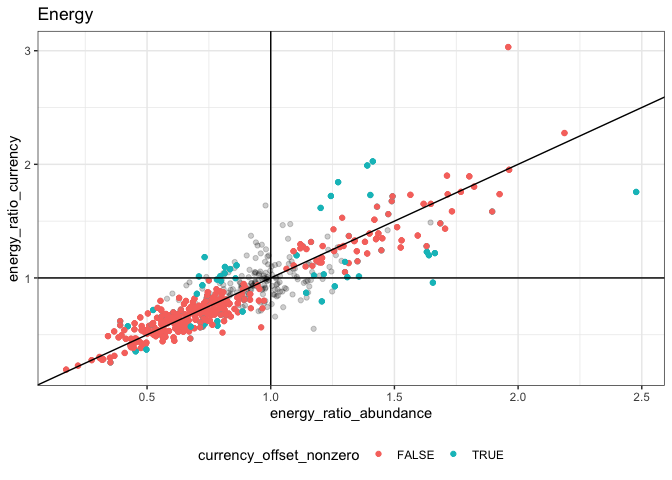 Energy
3
2
1
energy_ratio_currency
0.5
1.0
1.5
2.0
2.5
energy_ratio_abundance
currency_offset_nonzero FALSE TRUE